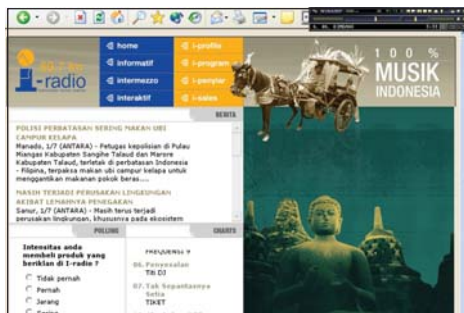 home
informatif
intermezzo
interaktif
i-profile
i-program
i-penyiar
i-sales
i-radio
100 %
MUSIK
INDONESIA
BERITA
POLISI PERBATASAN SERING MAKAN UBI
CAMPUR KELAPA
Manado, 1/7 (ANTARA) - Petugas kepolisian di Pulau
Miangas Kabupaten Sangihe Talaud dan Marore
Kabupaten Talaud, terletak di perbatasan Indonesia
- Filipina, terpaksa makan ubi campur kelapa untuk
menggantikan makanan pokok beras....
MASIH TERJADI PERUSAKAN LINGKUNGAN
AKIBAT LEMAHNYA PENEGAKAN
Sanur, 1/7 (ANTARA) - Masih terus terjadi
perusakan lingkungan, khususnya pada ekosistem
POLLING
Intensitas anda
membeli produk yang
beriklan di I-radio ?
Tidak pernah
Pernah
Jarang
Sering
CHARTS
FREQUENSI 9
06. Penyesalan
Titi DJ
07. Tak Sepantasnya
Setia
TIKET